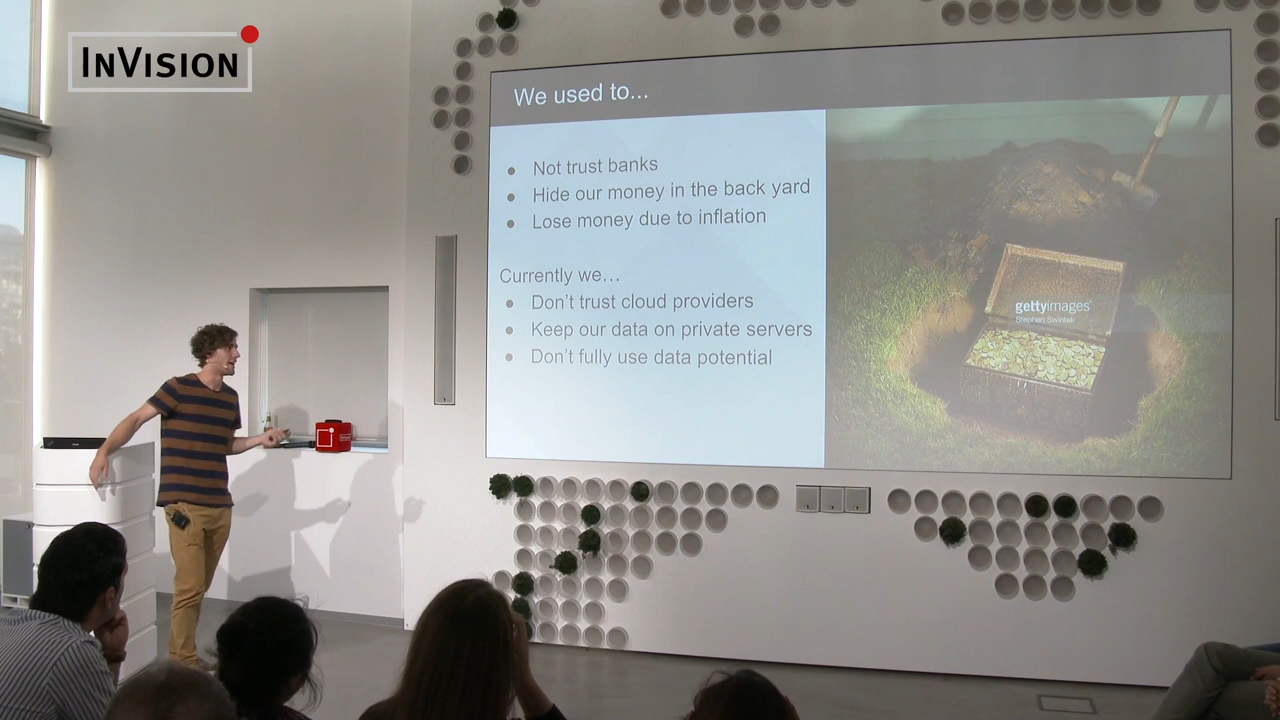 INVISION
We used to...
● Not trust banks
● Hide our money in the back yard
● Lose money due to inflation
Currently we…
● Don't trust cloud providers
● Keep our data on private servers
● Don't fully use data potential
gettyimages®
Stephen Swintek